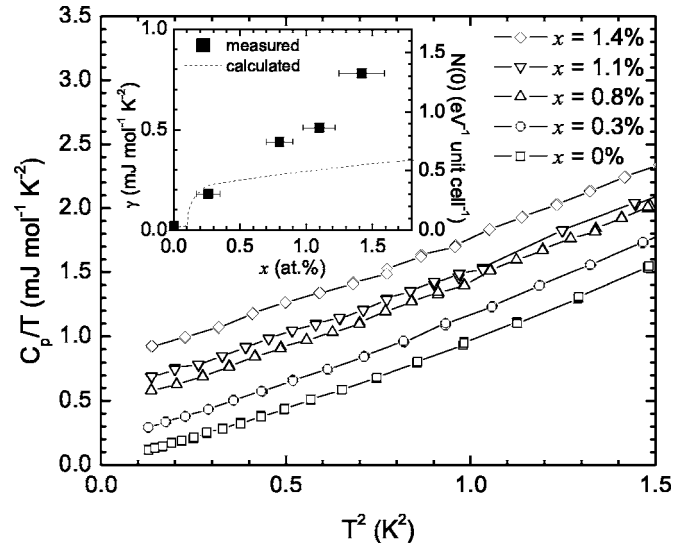 3.5
3.0
2.5
2.0
1.5
1.0
0.5
0.0
C_p/T (mJ mol⁻¹ K⁻²)
0.0 0.5 1.0 1.5
T² (K²)
1.0
0.5
0.0
γ (mJ mol⁻¹ K⁻²)
measured
calculated
0.0 0.5 1.0 1.5
x (at.%)
1.5
1.0
0.5
0.0
N(0) (eV⁻¹ unit cell⁻¹)
x = 1.4%
x = 1.1%
x = 0.8%
x = 0.3%
x = 0%